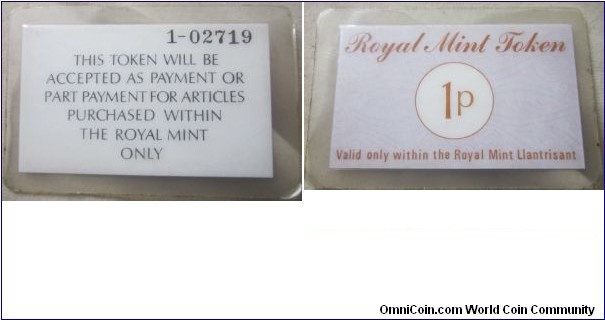 1-02719
THIS TOKEN WILL BE
ACCEPTED AS PAYMENT OR
PART PAYMENT FOR ARTICLES
PURCHASED WITHIN
THE ROYAL MINT
ONLY
Royal Mint Token
1p
Valid only within the Royal Mint Llantrisant
OmniCoin.com World Coin Community